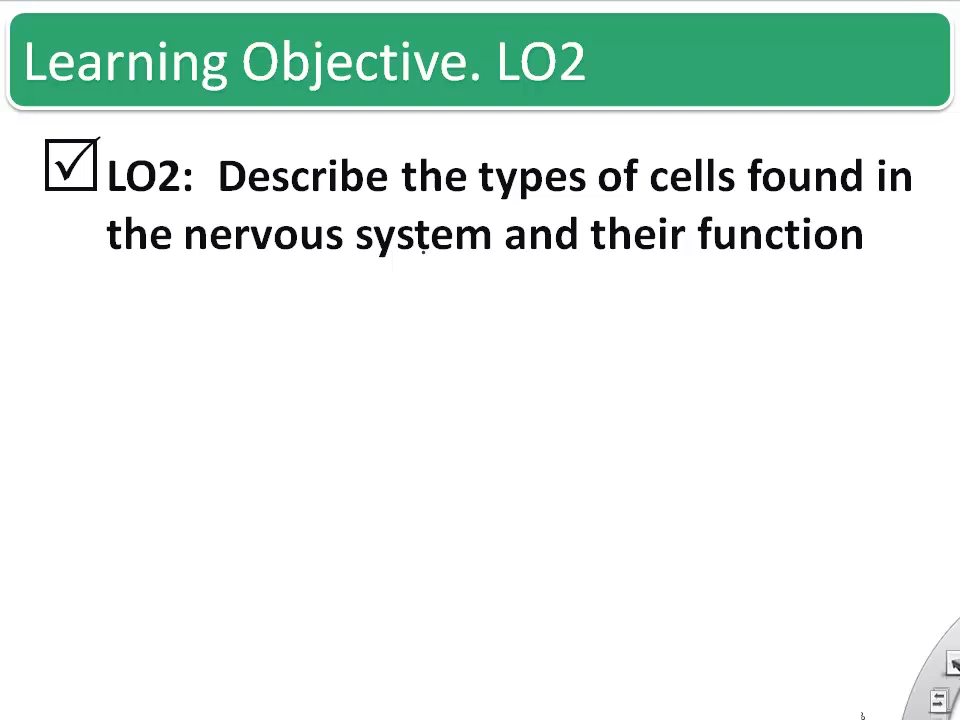 Learning Objective. LO2
LO2: Describe the types of cells found in
the nervous system and their function